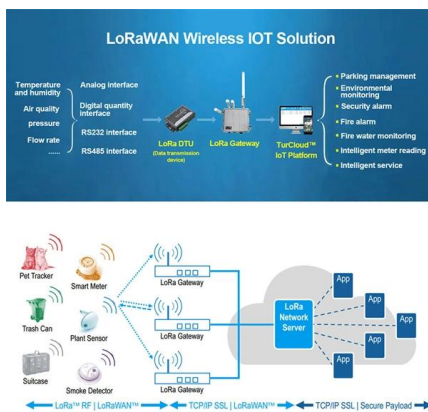 LoRaWAN Wireless IOT Solution
Temperature
and humidity
Air quality
pressure
Flow rate
......
Analog interface
Digital quantity
interface
RS232 interface
RS485 interface
LoRa DTU
(Data transmission
device)
LoRa Gateway
TurCloud™
IoT Platform
Parking management
Environmental
monitoring
Security alarm
Fire alarm
Fire water monitoring
Intelligent meter reading
Intelligent service
Pet Tracker
Smart Meter
Trash Can
Plant Sensor
Suitcase
Smoke Detector
LoRa Gateway
LoRa Gateway
LoRa Gateway
LoRa
Network
Server
App
App
App
App
App
LoRa™ RF | LoRaWAN™
TCP/IP SSL | LoRaWAN™
TCP/IP SSL | Secure Payload